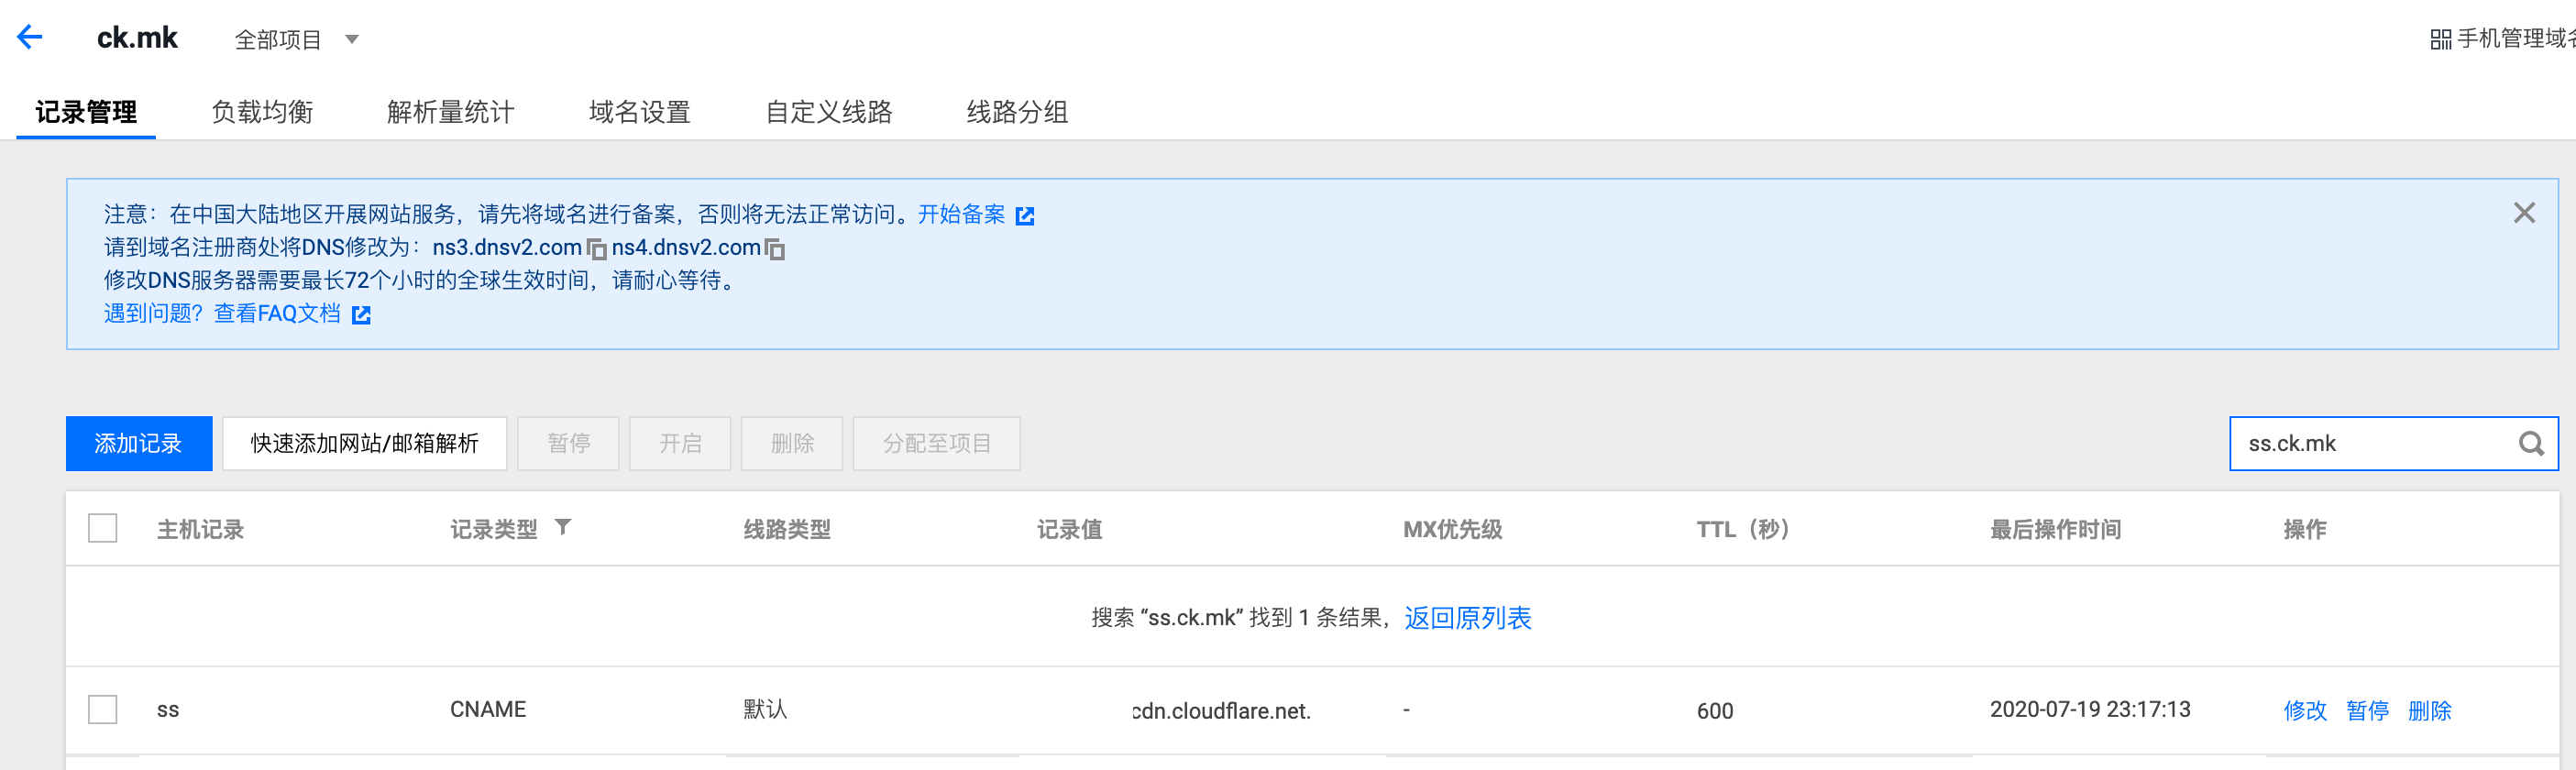 ck.mk 全部项目 手机管理域名
记录管理 负载均衡 解析量统计 域名设置 自定义线路 线路分组
注意：在中国大陆地区开展网站服务，请先将域名进行备案，否则将无法正常访问。开始备案
请到域名注册商处将DNS修改为：ns3.dnsv2.com ns4.dnsv2.com
修改DNS服务器需要最长72个小时的全球生效时间，请耐心等待。
遇到问题？查看FAQ文档
添加记录 快速添加网站/邮箱解析 暂停 开启 删除 分配至项目 ss.ck.mk
主机记录 记录类型 线路类型 记录值 MX优先级 TTL（秒） 最后操作时间 操作
搜索 “ss.ck.mk” 找到 1 条结果，返回原列表
ss CNAME 默认 cdn.cloudflare.net. - 600 2020-07-19 23:17:13 修改 暂停 删除